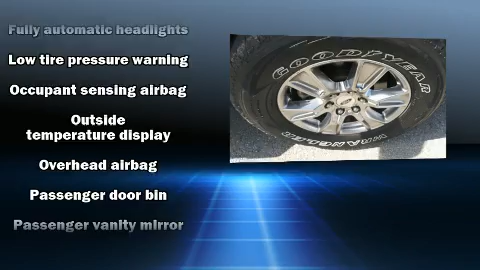 Fully automatic headlights
Low tire pressure warning
Occupant sensing airbag
Outside
temperature display
Overhead airbag
Passenger door bin
Passenger vanity mirror
GOODYEAR
WRANGLER